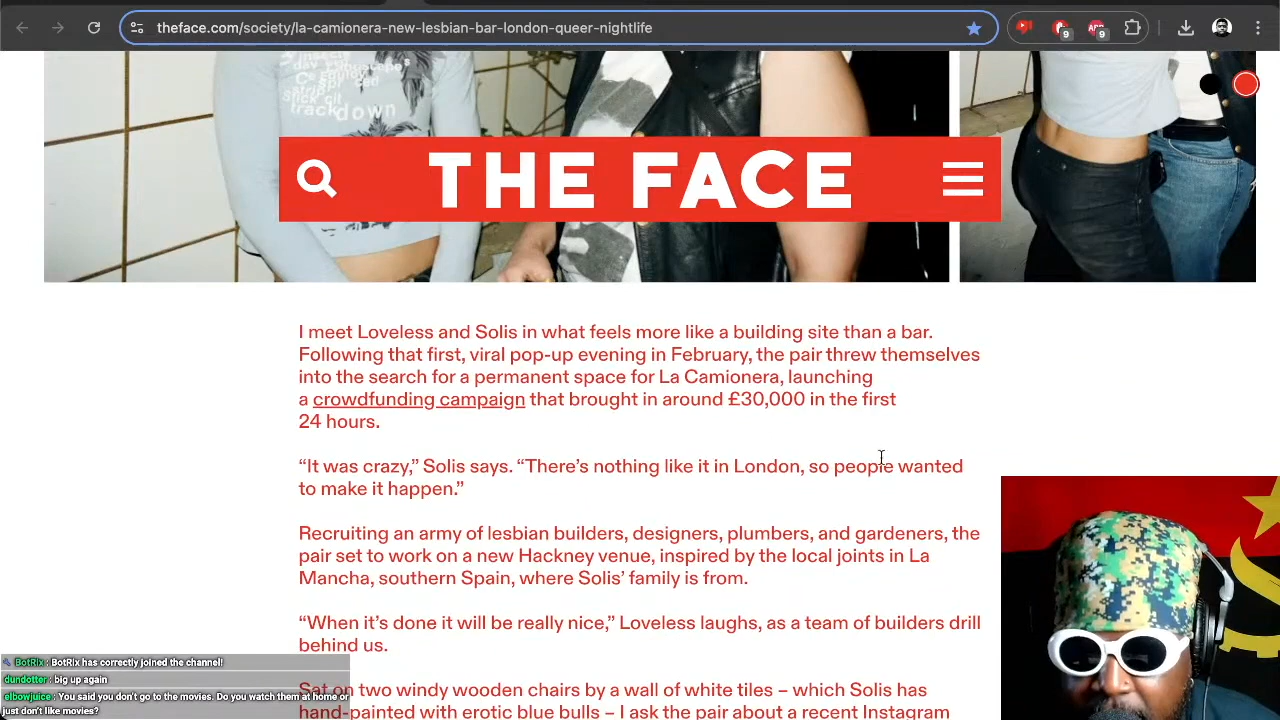 theface.com/society/la-camionera-new-lesbian-bar-london-queer-nightlife
9
ABP
9
track down
THE FACE
I meet Loveless and Solis in what feels more like a building site than a bar.
Following that first, viral pop-up evening in February, the pair threw themselves
into the search for a permanent space for La Camionera, launching
a crowdfunding campaign that brought in around £30,000 in the first
24 hours.
“It was crazy,” Solis says. “There’s nothing like it in London, so people wanted
to make it happen.”
Recruiting an army of lesbian builders, designers, plumbers, and gardeners, the
pair set to work on a new Hackney venue, inspired by the local joints in La
Mancha, southern Spain, where Solis’ family is from.
“When it’s done it will be really nice,” Loveless laughs, as a team of builders drill
behind us.
Sat on two windy wooden chairs by a wall of white tiles – which Solis has
hand-painted with erotic blue bulls – I ask the pair about a recent Instagram
BotRix : BotRix has correctly joined the channel!
dundotter : big up again
elbowjuice : You said you don't go to the movies. Do you watch them at home or
just don't like movies?